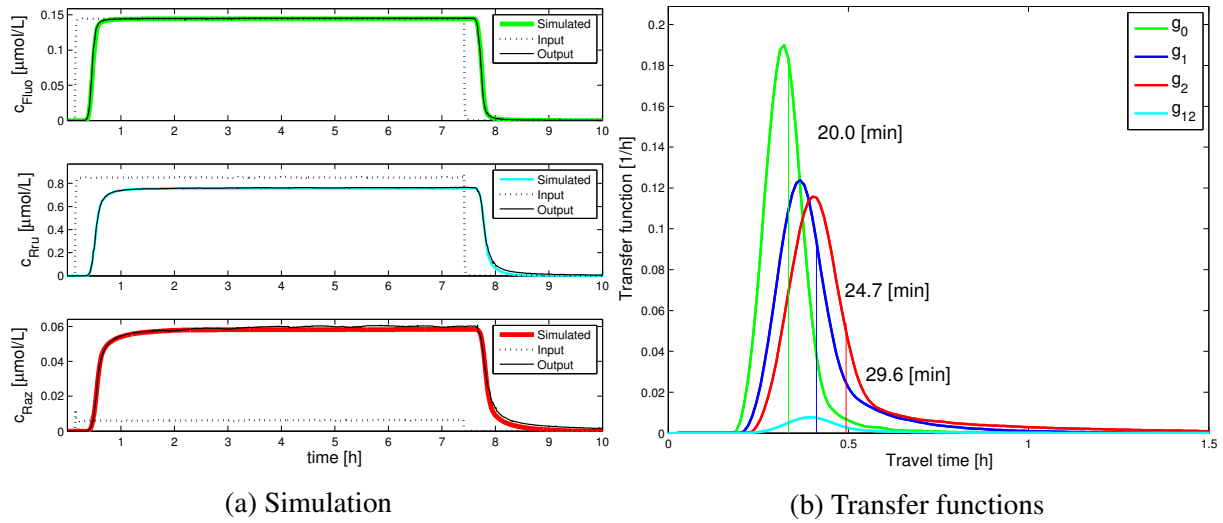 0.15
0.1
0.05
0
c_Fluo [µmol/L]
Simulated
Input
Output
1 2 3 4 5 6 7 8 9 10
0.8
0.6
0.4
0.2
0
c_Rru [µmol/L]
Simulated
Input
Output
1 2 3 4 5 6 7 8 9 10
0.06
0.04
0.02
0
c_Raz [µmol/L]
Simulated
Input
Output
1 2 3 4 5 6 7 8 9 10
time [h]
(a) Simulation
0.2
0.18
0.16
0.14
0.12
0.1
0.08
0.06
0.04
0.02
0
Transfer function [1/h]
g_0
g_1
g_2
g_12
20.0 [min]
24.7 [min]
29.6 [min]
0 0.5 1 1.5
Travel time [h]
(b) Transfer functions